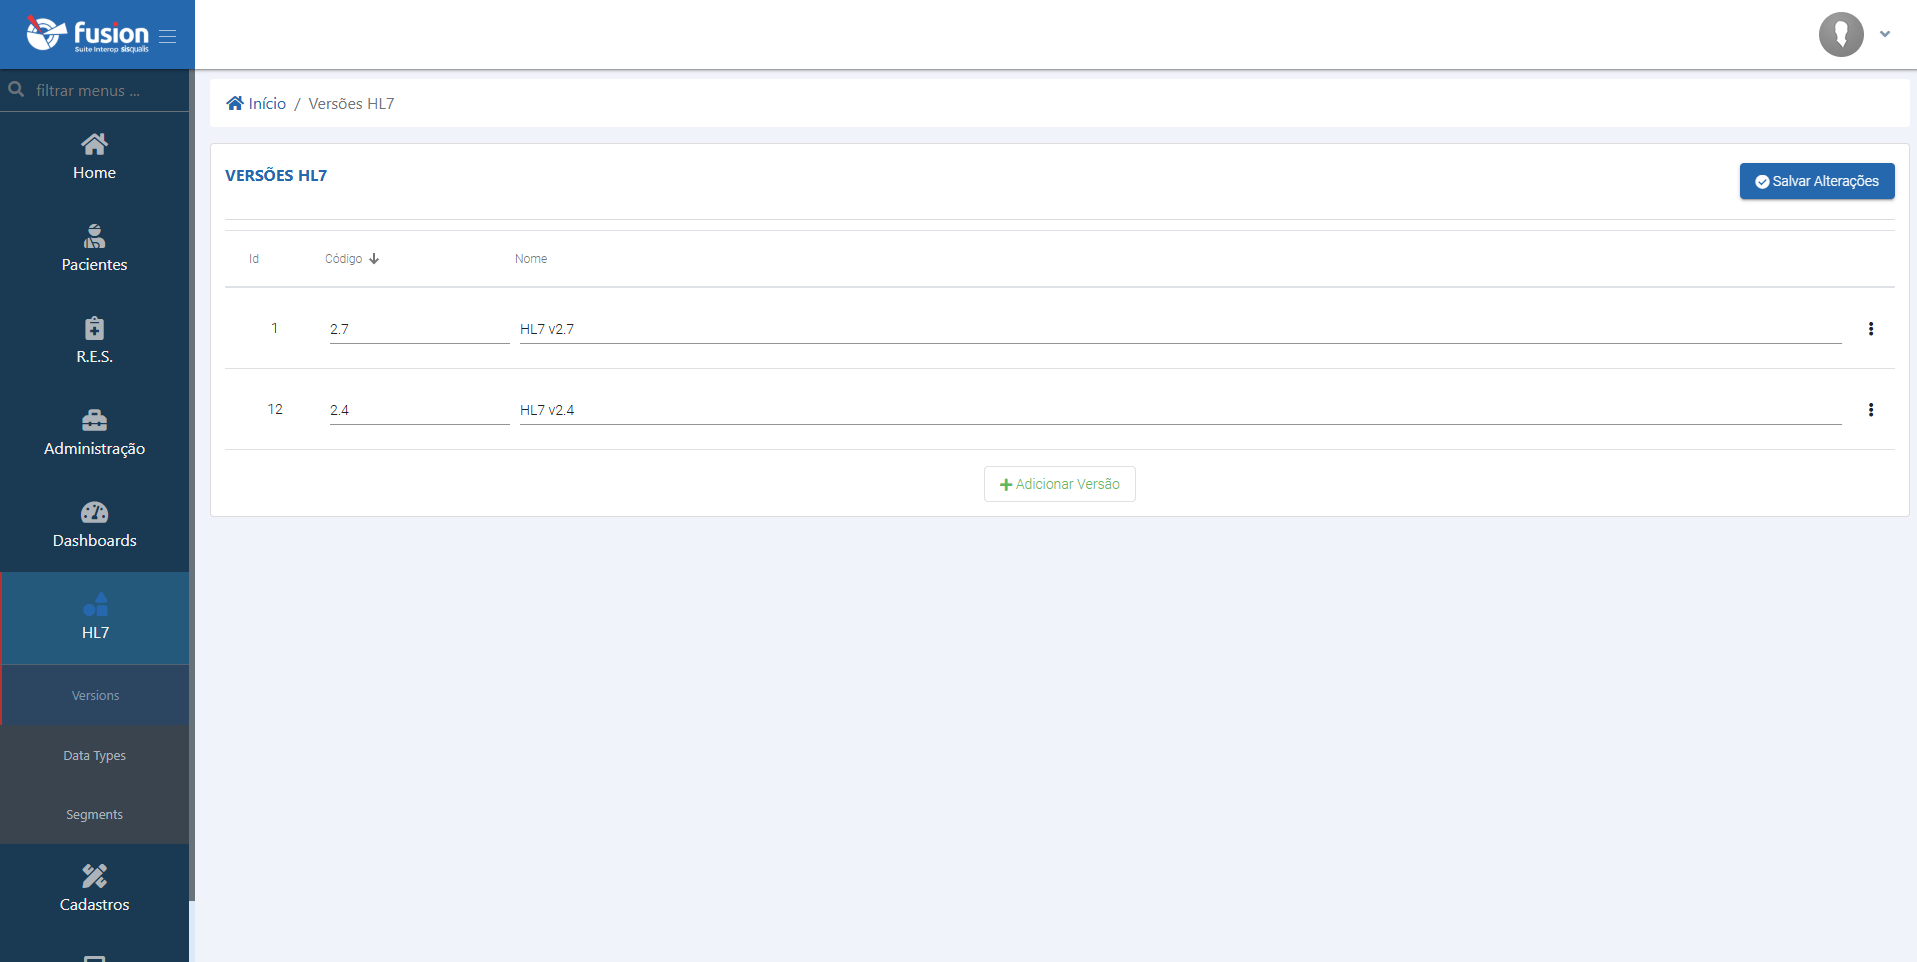 fusion
Suite Interop sisqualis
filtrar menus ...
Home
Pacientes
R.E.S.
Administração
Dashboards
HL7
Versions
Data Types
Segments
Cadastros
Início / Versões HL7
VERSÕES HL7
Salvar Alterações
Id Código Nome
1 2.7 HL7 v2.7
12 2.4 HL7 v2.4
Adicionar Versão